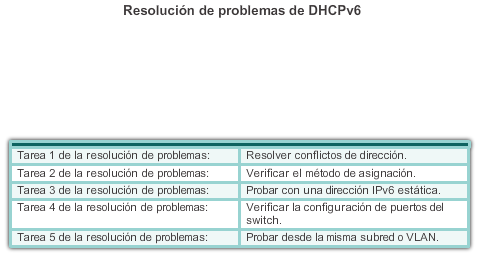 Resolución de problemas de DHCPv6
Tarea 1 de la resolución de problemas: Resolver conflictos de dirección.
Tarea 2 de la resolución de problemas: Verificar el método de asignación.
Tarea 3 de la resolución de problemas: Probar con una dirección IPv6 estática.
Tarea 4 de la resolución de problemas: Verificar la configuración de puertos del
switch.
Tarea 5 de la resolución de problemas: Probar desde la misma subred o VLAN.